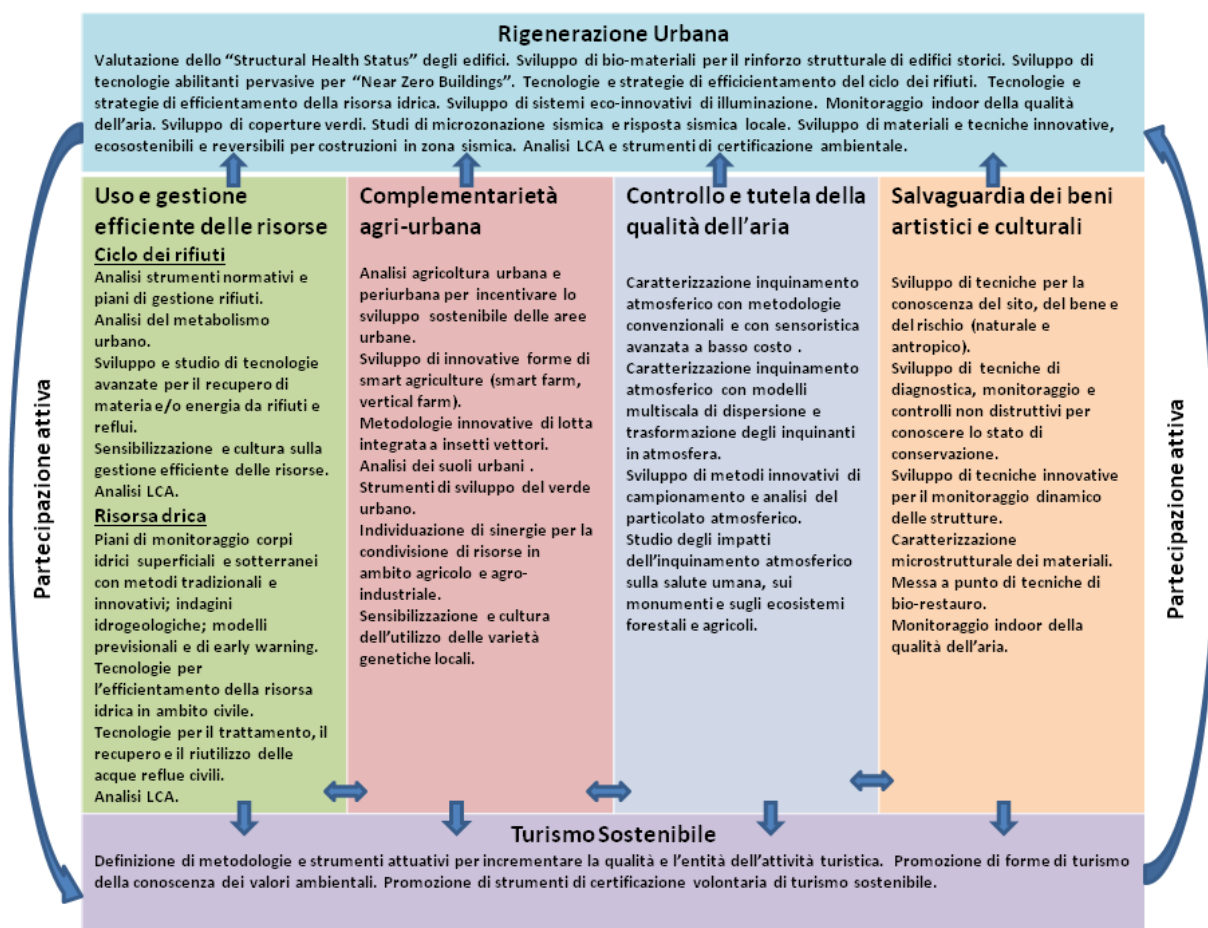 Rigenerazione Urbana
Valutazione dello “Structural Health Status” degli edifici. Sviluppo di bio-materiali per il rinforzo strutturale di edifici storici. Sviluppo di
tecnologie abilitanti pervasive per “Near Zero Buildings”. Tecnologie e strategie di efficicientamento del ciclo dei rifiuti. Tecnologie e
strategie di efficientamento della risorsa idrica. Sviluppo di sistemi eco-innovativi di illuminazione. Monitoraggio indoor della qualità
dell’aria. Sviluppo di coperture verdi. Studi di microzonazione sismica e risposta sismica locale. Sviluppo di materiali e tecniche innovative,
ecosostenibili e reversibili per costruzioni in zona sismica. Analisi LCA e strumenti di certificazione ambientale.
Partecipazione attiva
Uso e gestione
efficiente delle risorse
Ciclo dei rifiuti
Analisi strumenti normativi e
piani di gestione rifiuti.
Analisi del metabolismo
urbano.
Sviluppo e studio di tecnologie
avanzate per il recupero di
materia e/o energia da rifiuti e
reflui.
Sensibilizzazione e cultura sulla
gestione efficiente delle risorse.
Analisi LCA.
Risorsa drica
Piani di monitoraggio corpi
idrici superficiali e sotterranei
con metodi tradizionali e
innovativi; indagini
idrogeologiche; modelli
previsionali e di early warning.
Tecnologie per
l’efficientamento della risorsa
idrica in ambito civile.
Tecnologie per il trattamento, il
recupero e il riutilizzo delle
acque reflue civili.
Analisi LCA.
Complementarietà
agri-urbana
Analisi agricoltura urbana e
periurbana per incentivare lo
sviluppo sostenibile delle aree
urbane.
Sviluppo di innovative forme di
smart agriculture (smart farm,
vertical farm).
Metodologie innovative di lotta
integrata a insetti vettori.
Analisi dei suoli urbani .
Strumenti di sviluppo del verde
urbano.
Individuazione di sinergie per la
condivisione di risorse in
ambito agricolo e agro-
industriale.
Sensibilizzazione e cultura
dell’utilizzo delle varietà
genetiche locali.
Controllo e tutela della
qualità dell’aria
Caratterizzazione inquinamento
atmosferico con metodologie
convenzionali e con sensoristica
avanzata a basso costo .
Caratterizzazione inquinamento
atmosferico con modelli
multiscala di dispersione e
trasformazione degli inquinanti
in atmosfera.
Sviluppo di metodi innovativi di
campionamento e analisi del
particolato atmosferico.
Studio degli impatti
dell’inquinamento atmosferico
sulla salute umana, sui
monumenti e sugli ecosistemi
forestali e agricoli.
Salvaguardia dei beni
artistici e culturali
Sviluppo di tecniche per la
conoscenza del sito, del bene e
del rischio (naturale e
antropico).
Sviluppo di tecniche di
diagnostica, monitoraggio e
controlli non distruttivi per
conoscere lo stato di
conservazione.
Sviluppo di tecniche innovative
per il monitoraggio dinamico
delle strutture.
Caratterizzazione
microstrutturale dei materiali.
Messa a punto di tecniche di
bio-restauro.
Monitoraggio indoor della
qualità dell’aria.
Partecipazione attiva
Turismo Sostenibile
Definizione di metodologie e strumenti attuativi per incrementare la qualità e l’entità dell’attività turistica. Promozione di forme di turismo
della conoscenza dei valori ambientali. Promozione di strumenti di certificazione volontaria di turismo sostenibile.